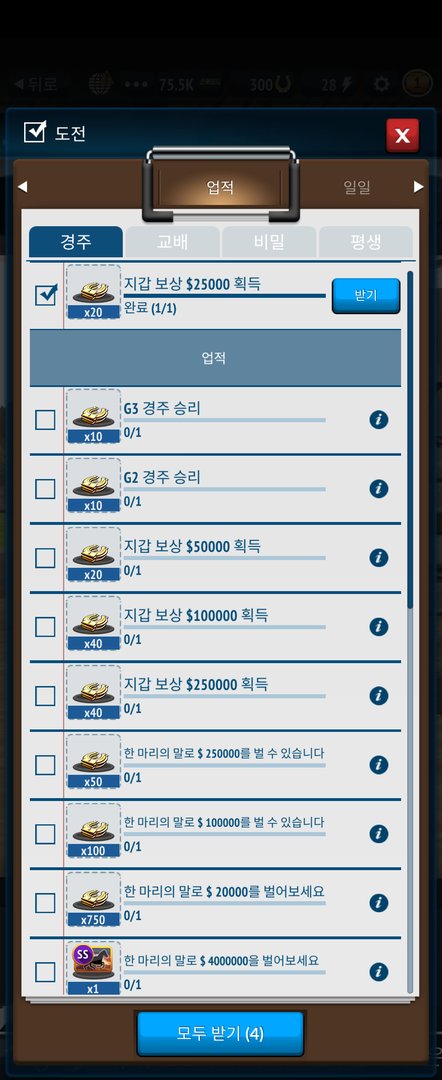 뒤로
75.5K
300
28
1
도전
X
업적
일일
경주
교배
비밀
평생
지갑 보상 $25000 획득
x20
완료 (1/1)
받기
업적
G3 경주 승리
x10
0/1
G2 경주 승리
x10
0/1
지갑 보상 $50000 획득
x20
0/1
지갑 보상 $100000 획득
x40
0/1
지갑 보상 $250000 획득
x40
0/1
한 마리의 말로 $ 250000를 벌 수 있습니다
x50
0/1
한 마리의 말로 $ 100000를 벌 수 있습니다
x100
0/1
한 마리의 말로 $ 20000를 벌어보세요
x750
0/1
한 마리의 말로 $ 4000000을 벌어보세요
SS
x1
0/1
모두 받기 (4)